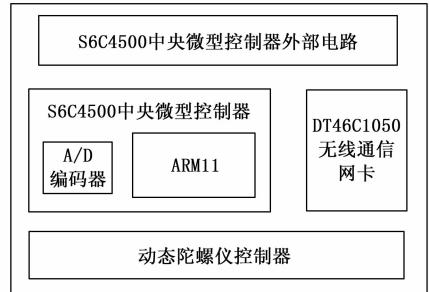 S6C4500中央微型控制器外部电路
S6C4500中央微型控制器
A/D
编码器
ARM11
DT46C1050
无线通信
网卡
动态陀螺仪控制器